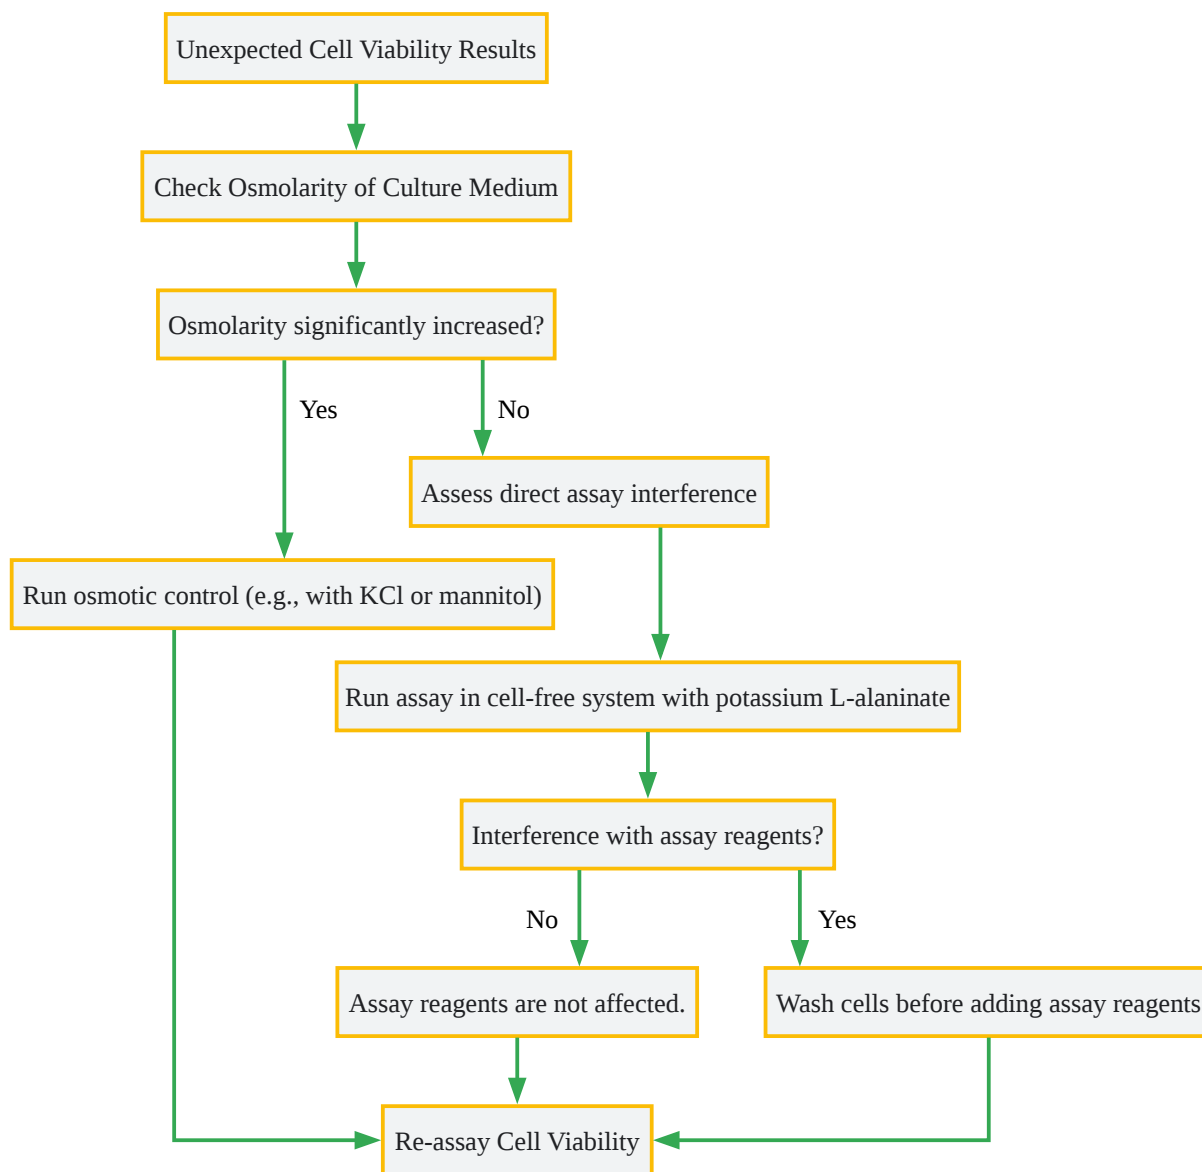 Unexpected Cell Viability Results
Check Osmolarity of Culture Medium
Osmolarity significantly increased?
Yes
No
Assess direct assay interference
Run osmotic control (e.g., with KCl or mannitol)
Run assay in cell-free system with potassium L-alaninate
Interference with assay reagents?
No
Yes
Assay reagents are not affected.
Wash cells before adding assay reagents
Re-assay Cell Viability